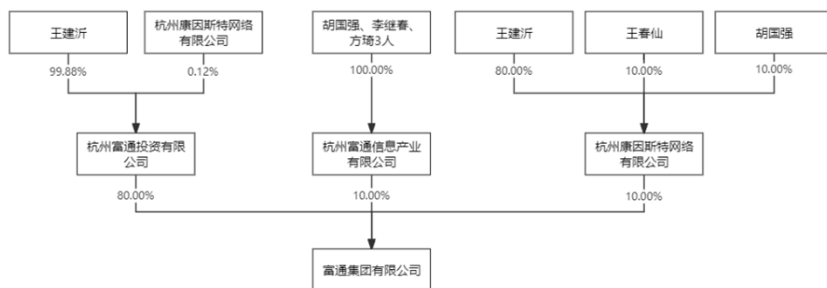 王建沂
杭州康因斯特网络
有限公司
胡国强、李继春、
方琦3人
王建沂
王春仙
胡国强
99.88%
0.12%
100.00%
80.00%
10.00%
10.00%
杭州富通投资有限
公司
杭州富通信息产业
有限公司
杭州康因斯特网络
有限公司
80.00%
10.00%
10.00%
富通集团有限公司